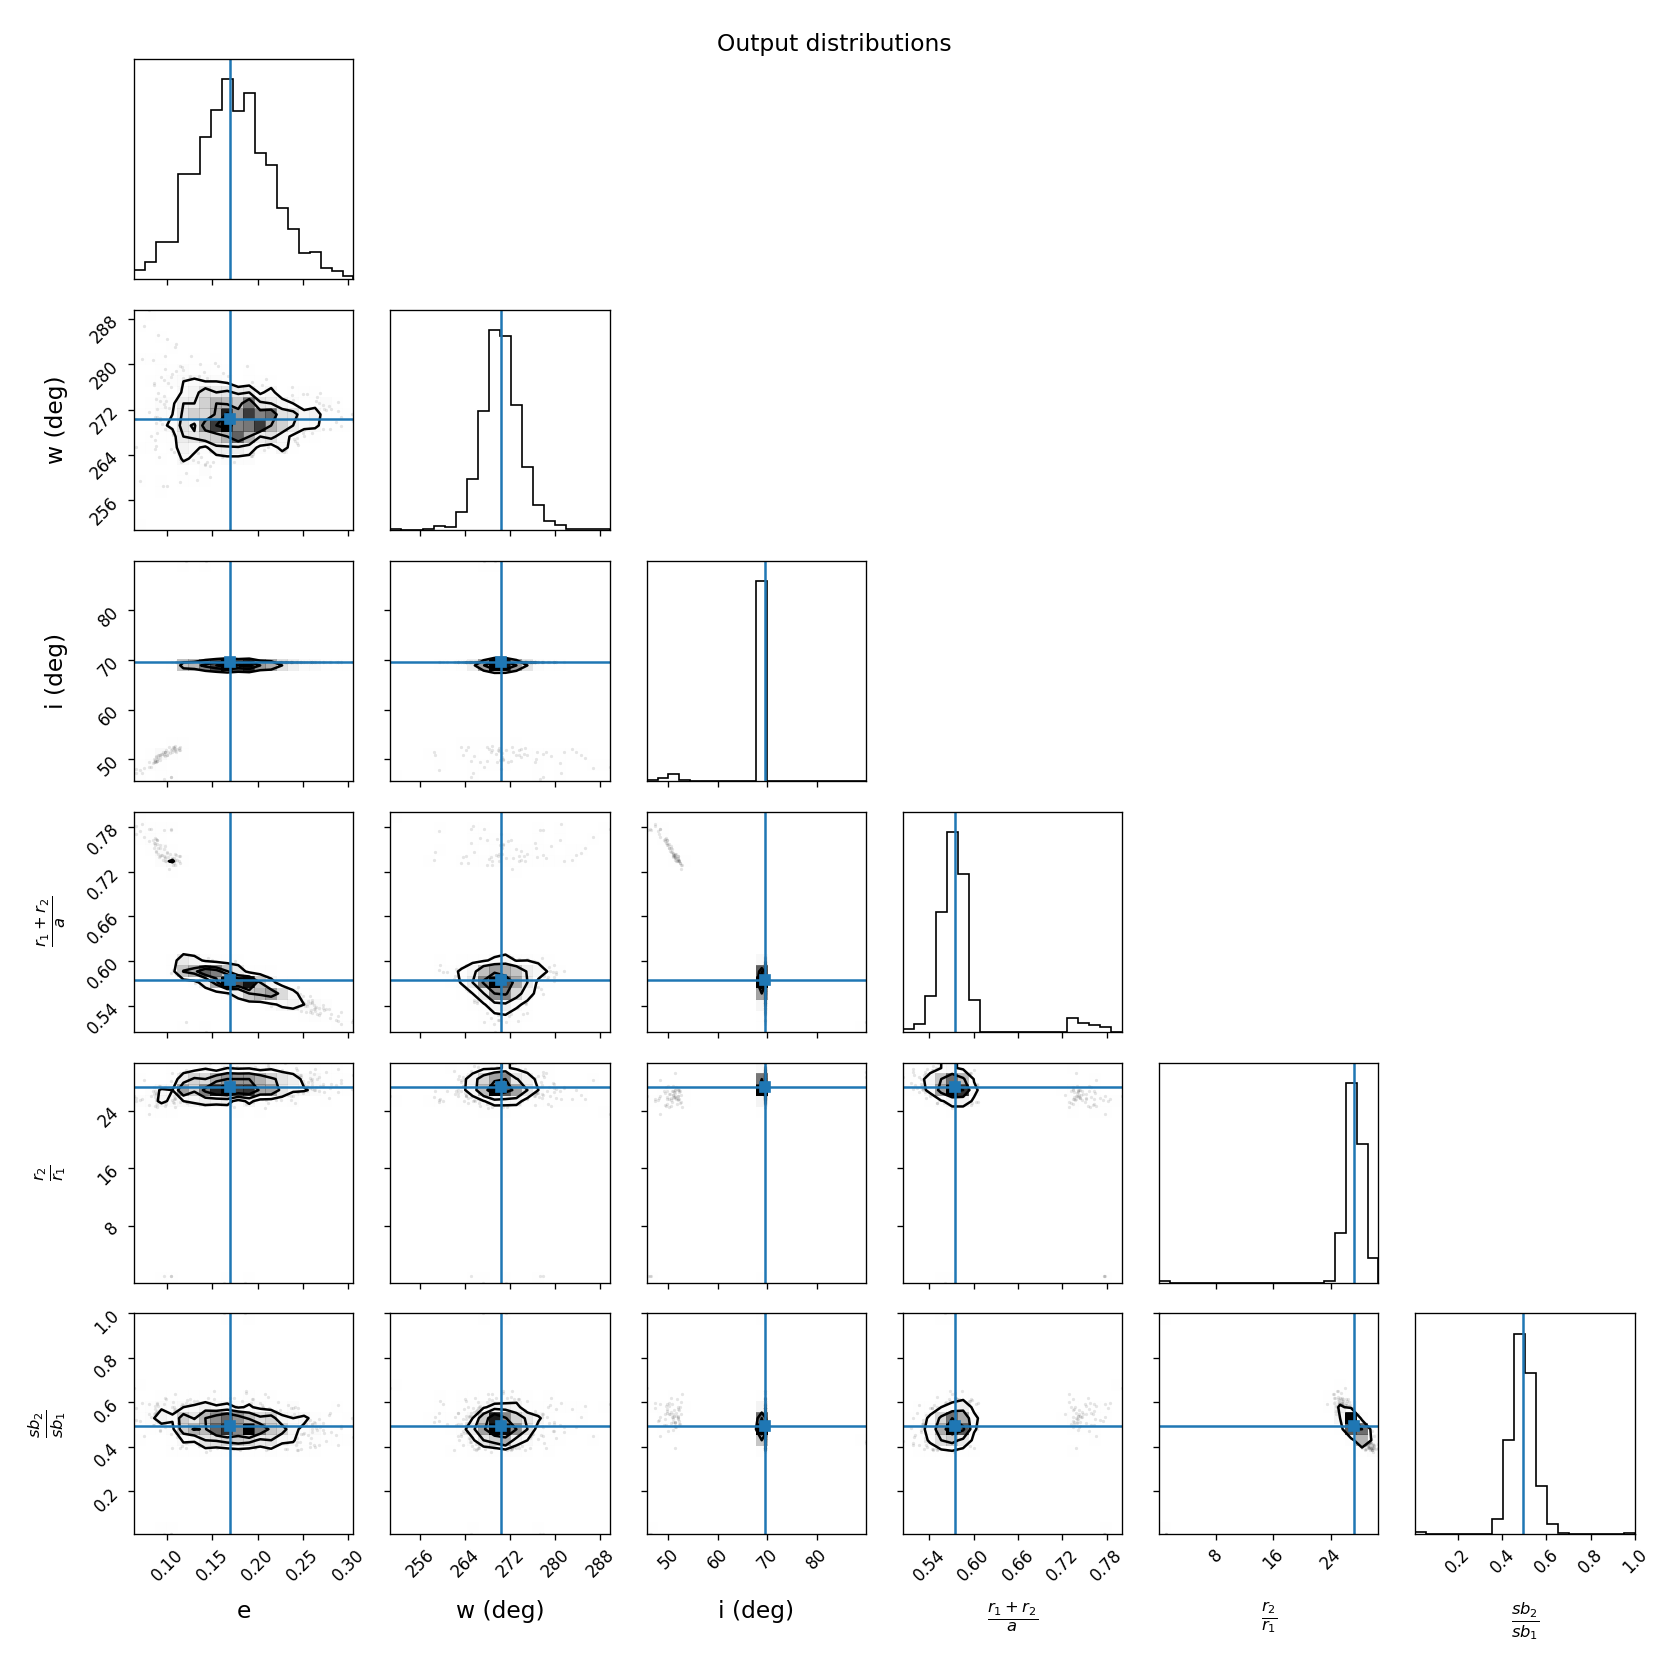 Output distributions
w (deg)
288
280
272
264
256
i (deg)
80
70
60
50
r₁ + r₂
a
0.78
0.72
0.66
0.60
0.54
r₂
r₁
24
16
8
sb₂
sb₁
1.0
0.8
0.6
0.4
0.2
0.10 0.15 0.20 0.25 0.30
256 264 272 280 288
50 60 70 80
0.54 0.60 0.66 0.72 0.78
8 16 24
0.2 0.4 0.6 0.8 1.0
e
w (deg)
i (deg)
r₁ + r₂
a
r₂
r₁
sb₂
sb₁